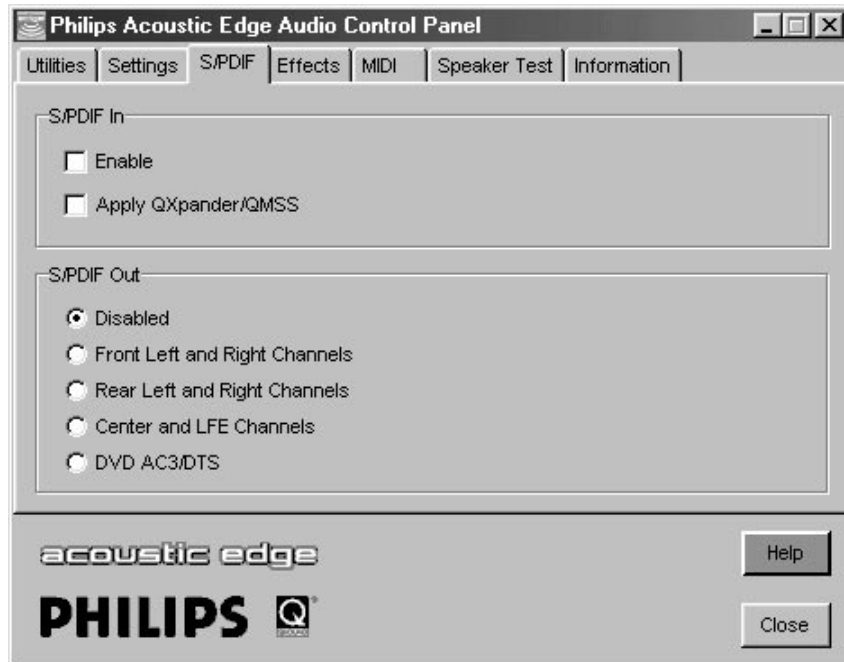 Philips Acoustic Edge Audio Control Panel
Utilities Settings S/PDIF Effects MIDI Speaker Test Information
S/PDIF In
Enable
Apply QXpander/QMSS
S/PDIF Out
Disabled
Front Left and Right Channels
Rear Left and Right Channels
Center and LFE Channels
DVD AC3/DTS
acoustic edge
Help
PHILIPS Q
Close